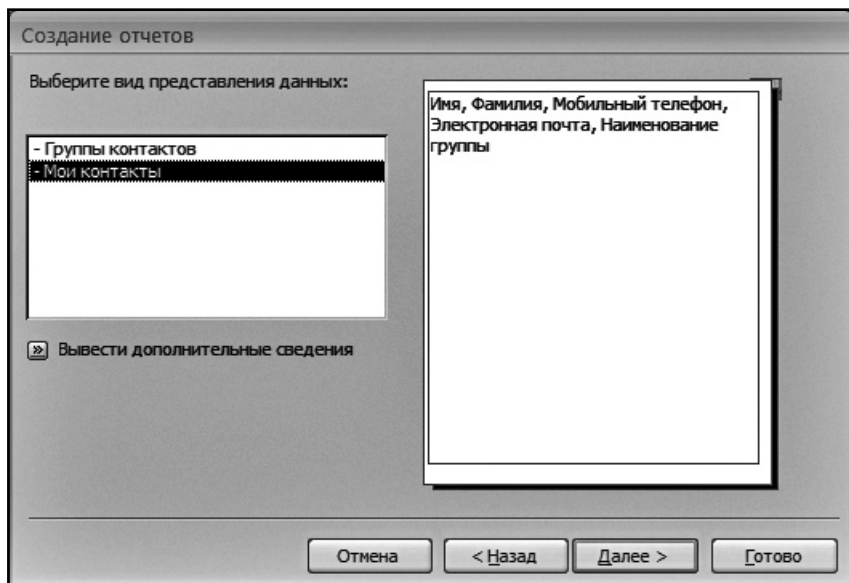 Создание отчетов
Выберите вид представления данных:
- Группы контактов
- Мои контакты
» Вывести дополнительные сведения
Имя, Фамилия, Мобильный телефон,
Электронная почта, Наименование
группы
Отмена
< Назад
Далее >
Готово